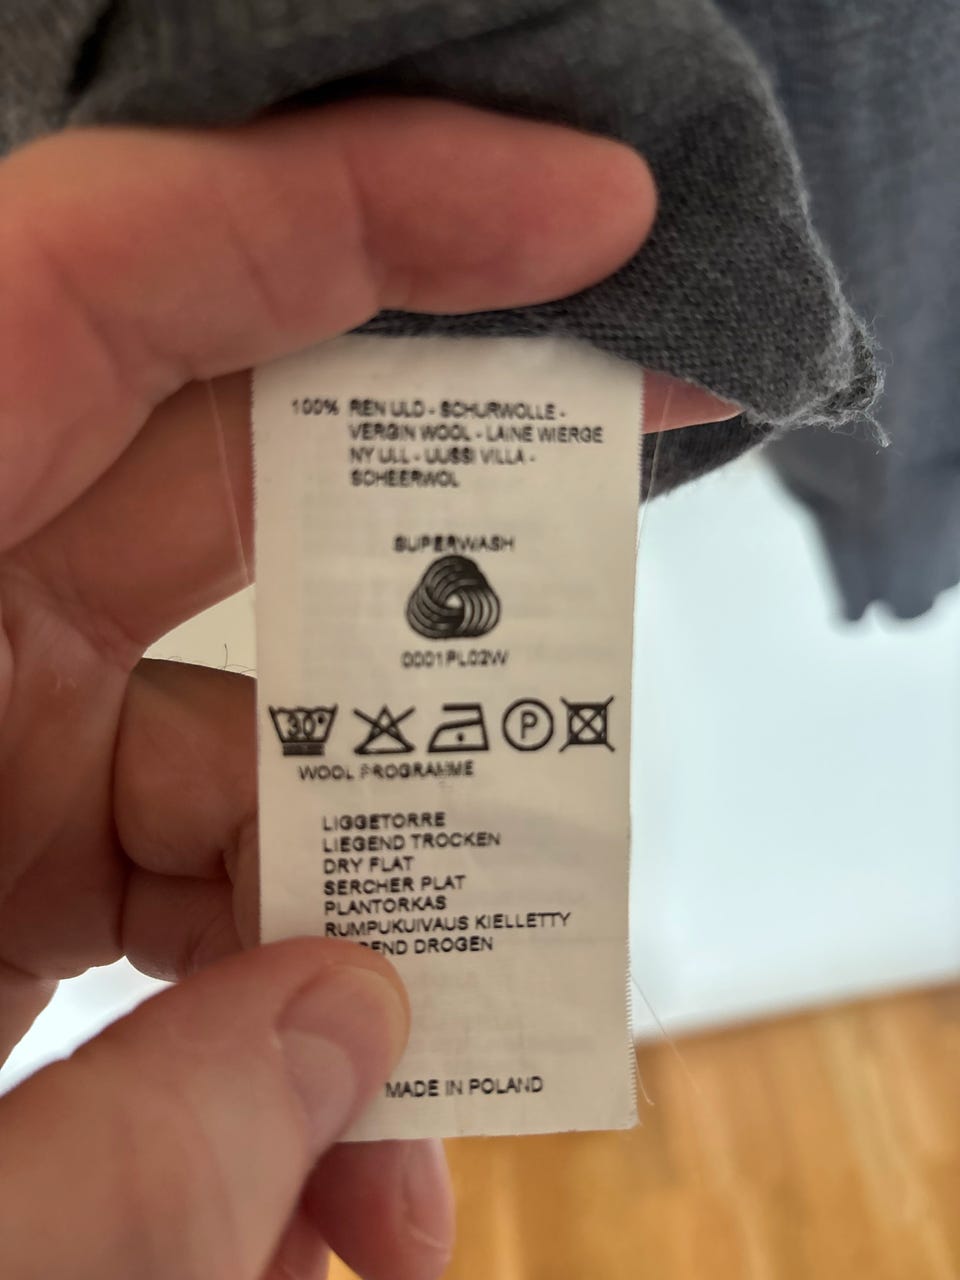 100% REN ULD - SCHURWOLLE -
VERGIN WOOL - LAINE WIERGE
NY ULL - UUSSI VILLA -
SCHEERWOL
SUPERWASH
0001PL02W
30° P
WOOL PROGRAMME
LIGGETORRE
LIEGEND TROCKEN
DRY FLAT
SERCHER PLAT
PLANTORKAS
RUMPUKUIVAUS KIELLETTY
DROGEN
MADE IN POLAND